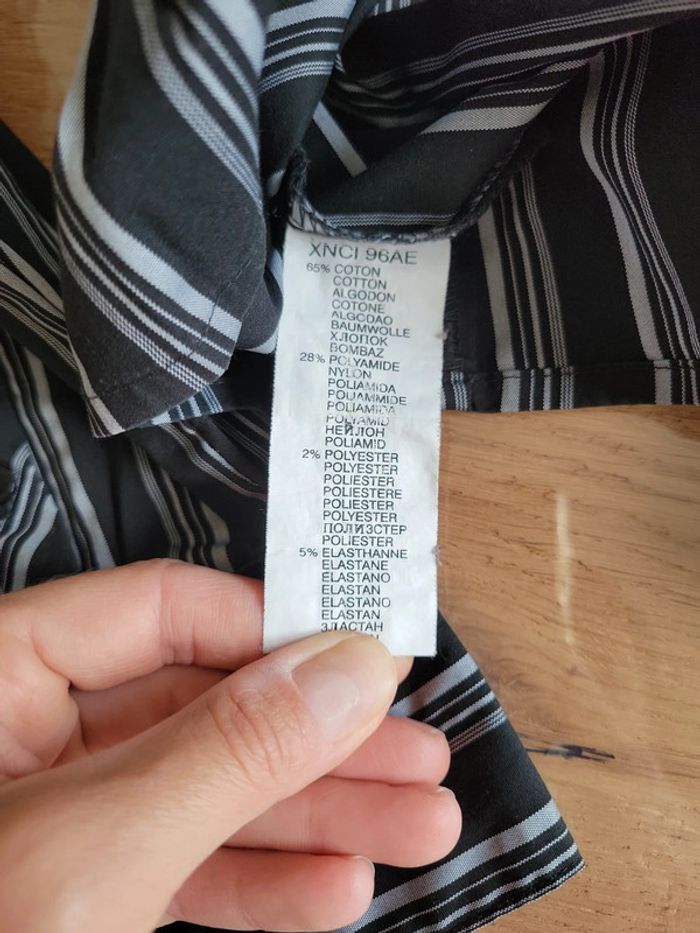 XNCI 96AE
65% COTON
COTTON
ALGODON
COTONE
ALGODAO
BAUMWOLLE
ХЛОПОК
BOMBAZ
28% POLYAMIDE
NYLON
POLIAMIDA
POLIAMMIDE
POLIAMIDA
POLYAMID
НЕЙЛОН
POLIAMID
2% POLYESTER
POLYESTER
POLIESTER
POLIESTERE
POLIESTER
POLYESTER
ПОЛИЭСТЕР
POLIESTER
5% ELASTHANNE
ELASTANE
ELASTANO
ELASTAN
ELASTANO
ELASTAN
ЭЛАСТАН